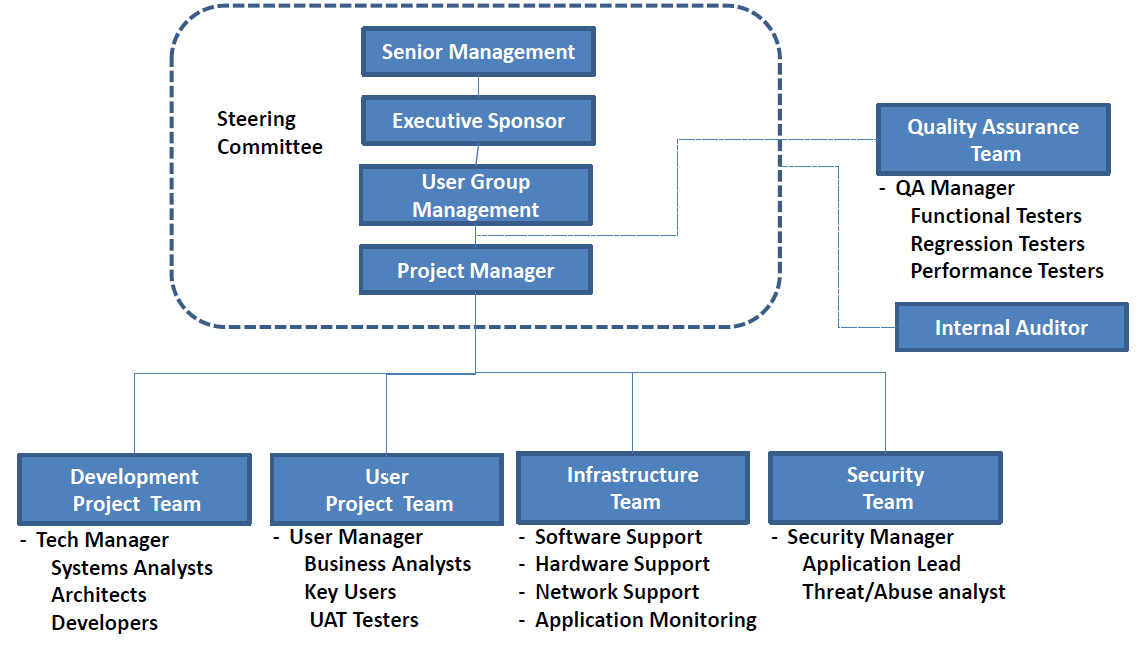 Senior Management
Steering
Committee
Executive Sponsor
User Group
Management
Project Manager
Quality Assurance
Team
- QA Manager
Functional Testers
Regression Testers
Performance Testers
Internal Auditor
Development
Project Team
- Tech Manager
Systems Analysts
Architects
Developers
User
Project Team
- User Manager
Business Analysts
Key Users
UAT Testers
Infrastructure
Team
- Software Support
- Hardware Support
- Network Support
- Application Monitoring
Security
Team
- Security Manager
Application Lead
Threat/Abuse analyst